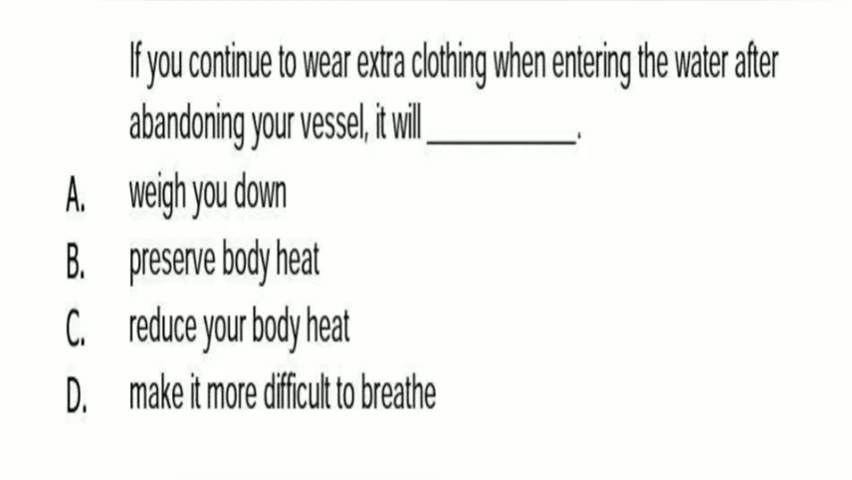 If you continue to wear extra clothing when entering the water after
abandoning your vessel, it will ___________.
A. weigh you down
B. preserve body heat
C. reduce your body heat
D. make it more difficult to breathe